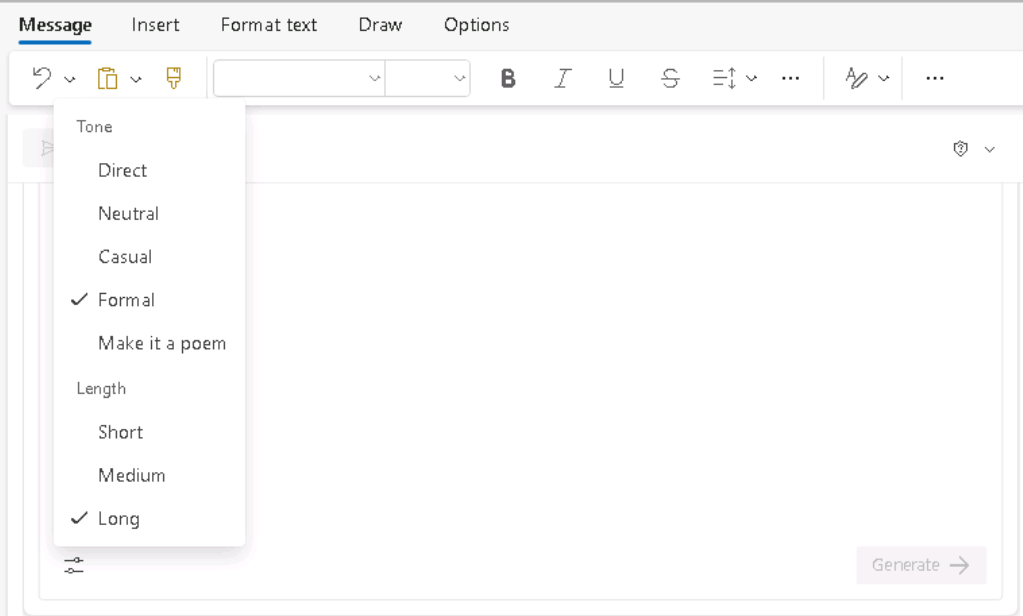 Message Insert Format text Draw Options
B I U S
Tone
Direct
Neutral
Casual
Formal
Make it a poem
Length
Short
Medium
Long
Generate